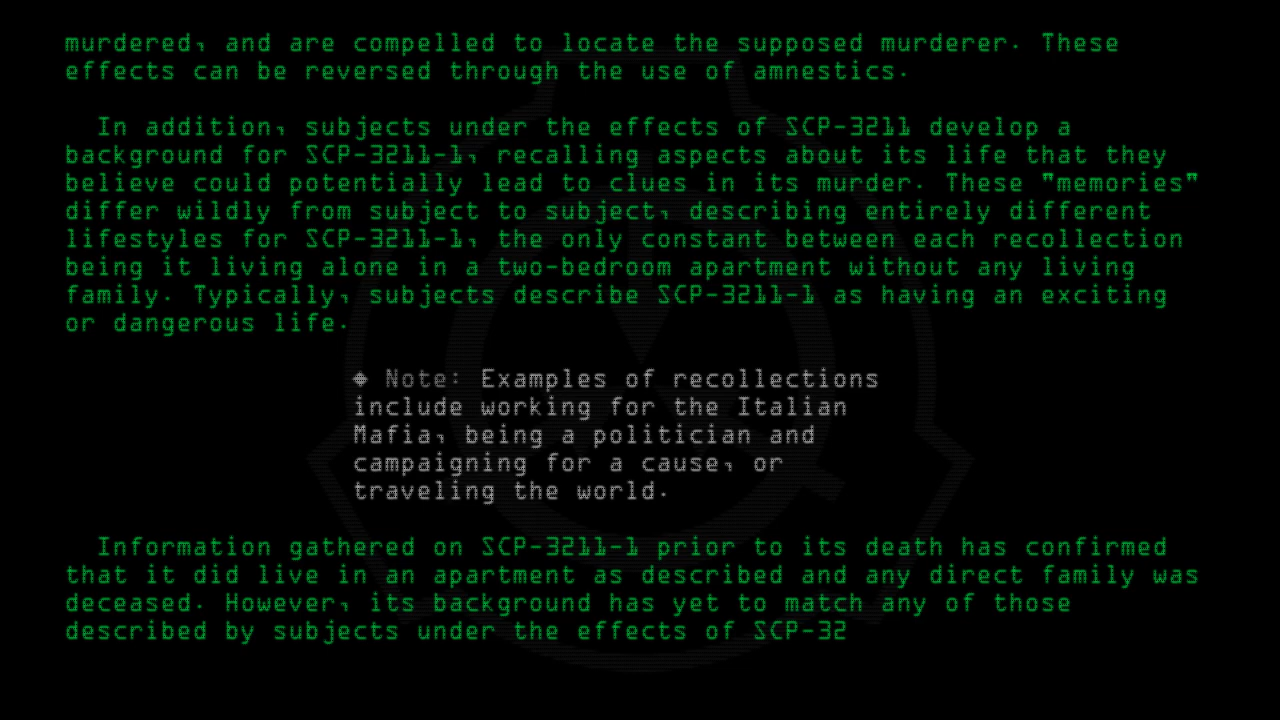 murdered, and are compelled to locate the supposed murderer. These
effects can be reversed through the use of amnestics.
In addition, subjects under the effects of SCP-3211 develop a
background for SCP-3211-1, recalling aspects about its life that they
believe could potentially lead to clues in its murder. These "memories"
differ wildly from subject to subject, describing entirely different
lifestyles for SCP-3211-1, the only constant between each recollection
being it living alone in a two-bedroom apartment without any living
family. Typically, subjects describe SCP-3211-1 as having an exciting
or dangerous life.
◆ Note: Examples of recollections
include working for the Italian
Mafia, being a politician and
campaigning for a cause, or
traveling the world.
Information gathered on SCP-3211-1 prior to its death has confirmed
that it did live in an apartment as described and any direct family was
deceased. However, its background has yet to match any of those
described by subjects under the effects of SCP-32